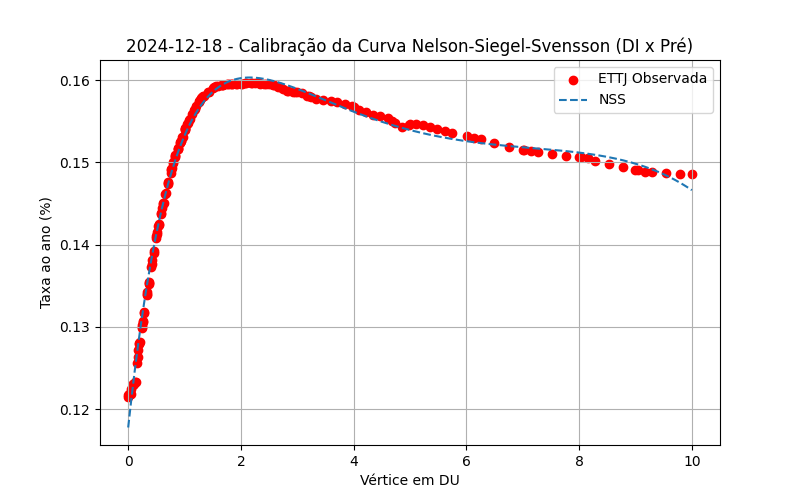 2024-12-18 - Calibração da Curva Nelson-Siegel-Svensson (DI x Pré)
ETTJ Observada
NSS
0.16
0.15
0.14
0.13
0.12
Taxa ao ano (%)
0 2 4 6 8 10
Vértice em DU